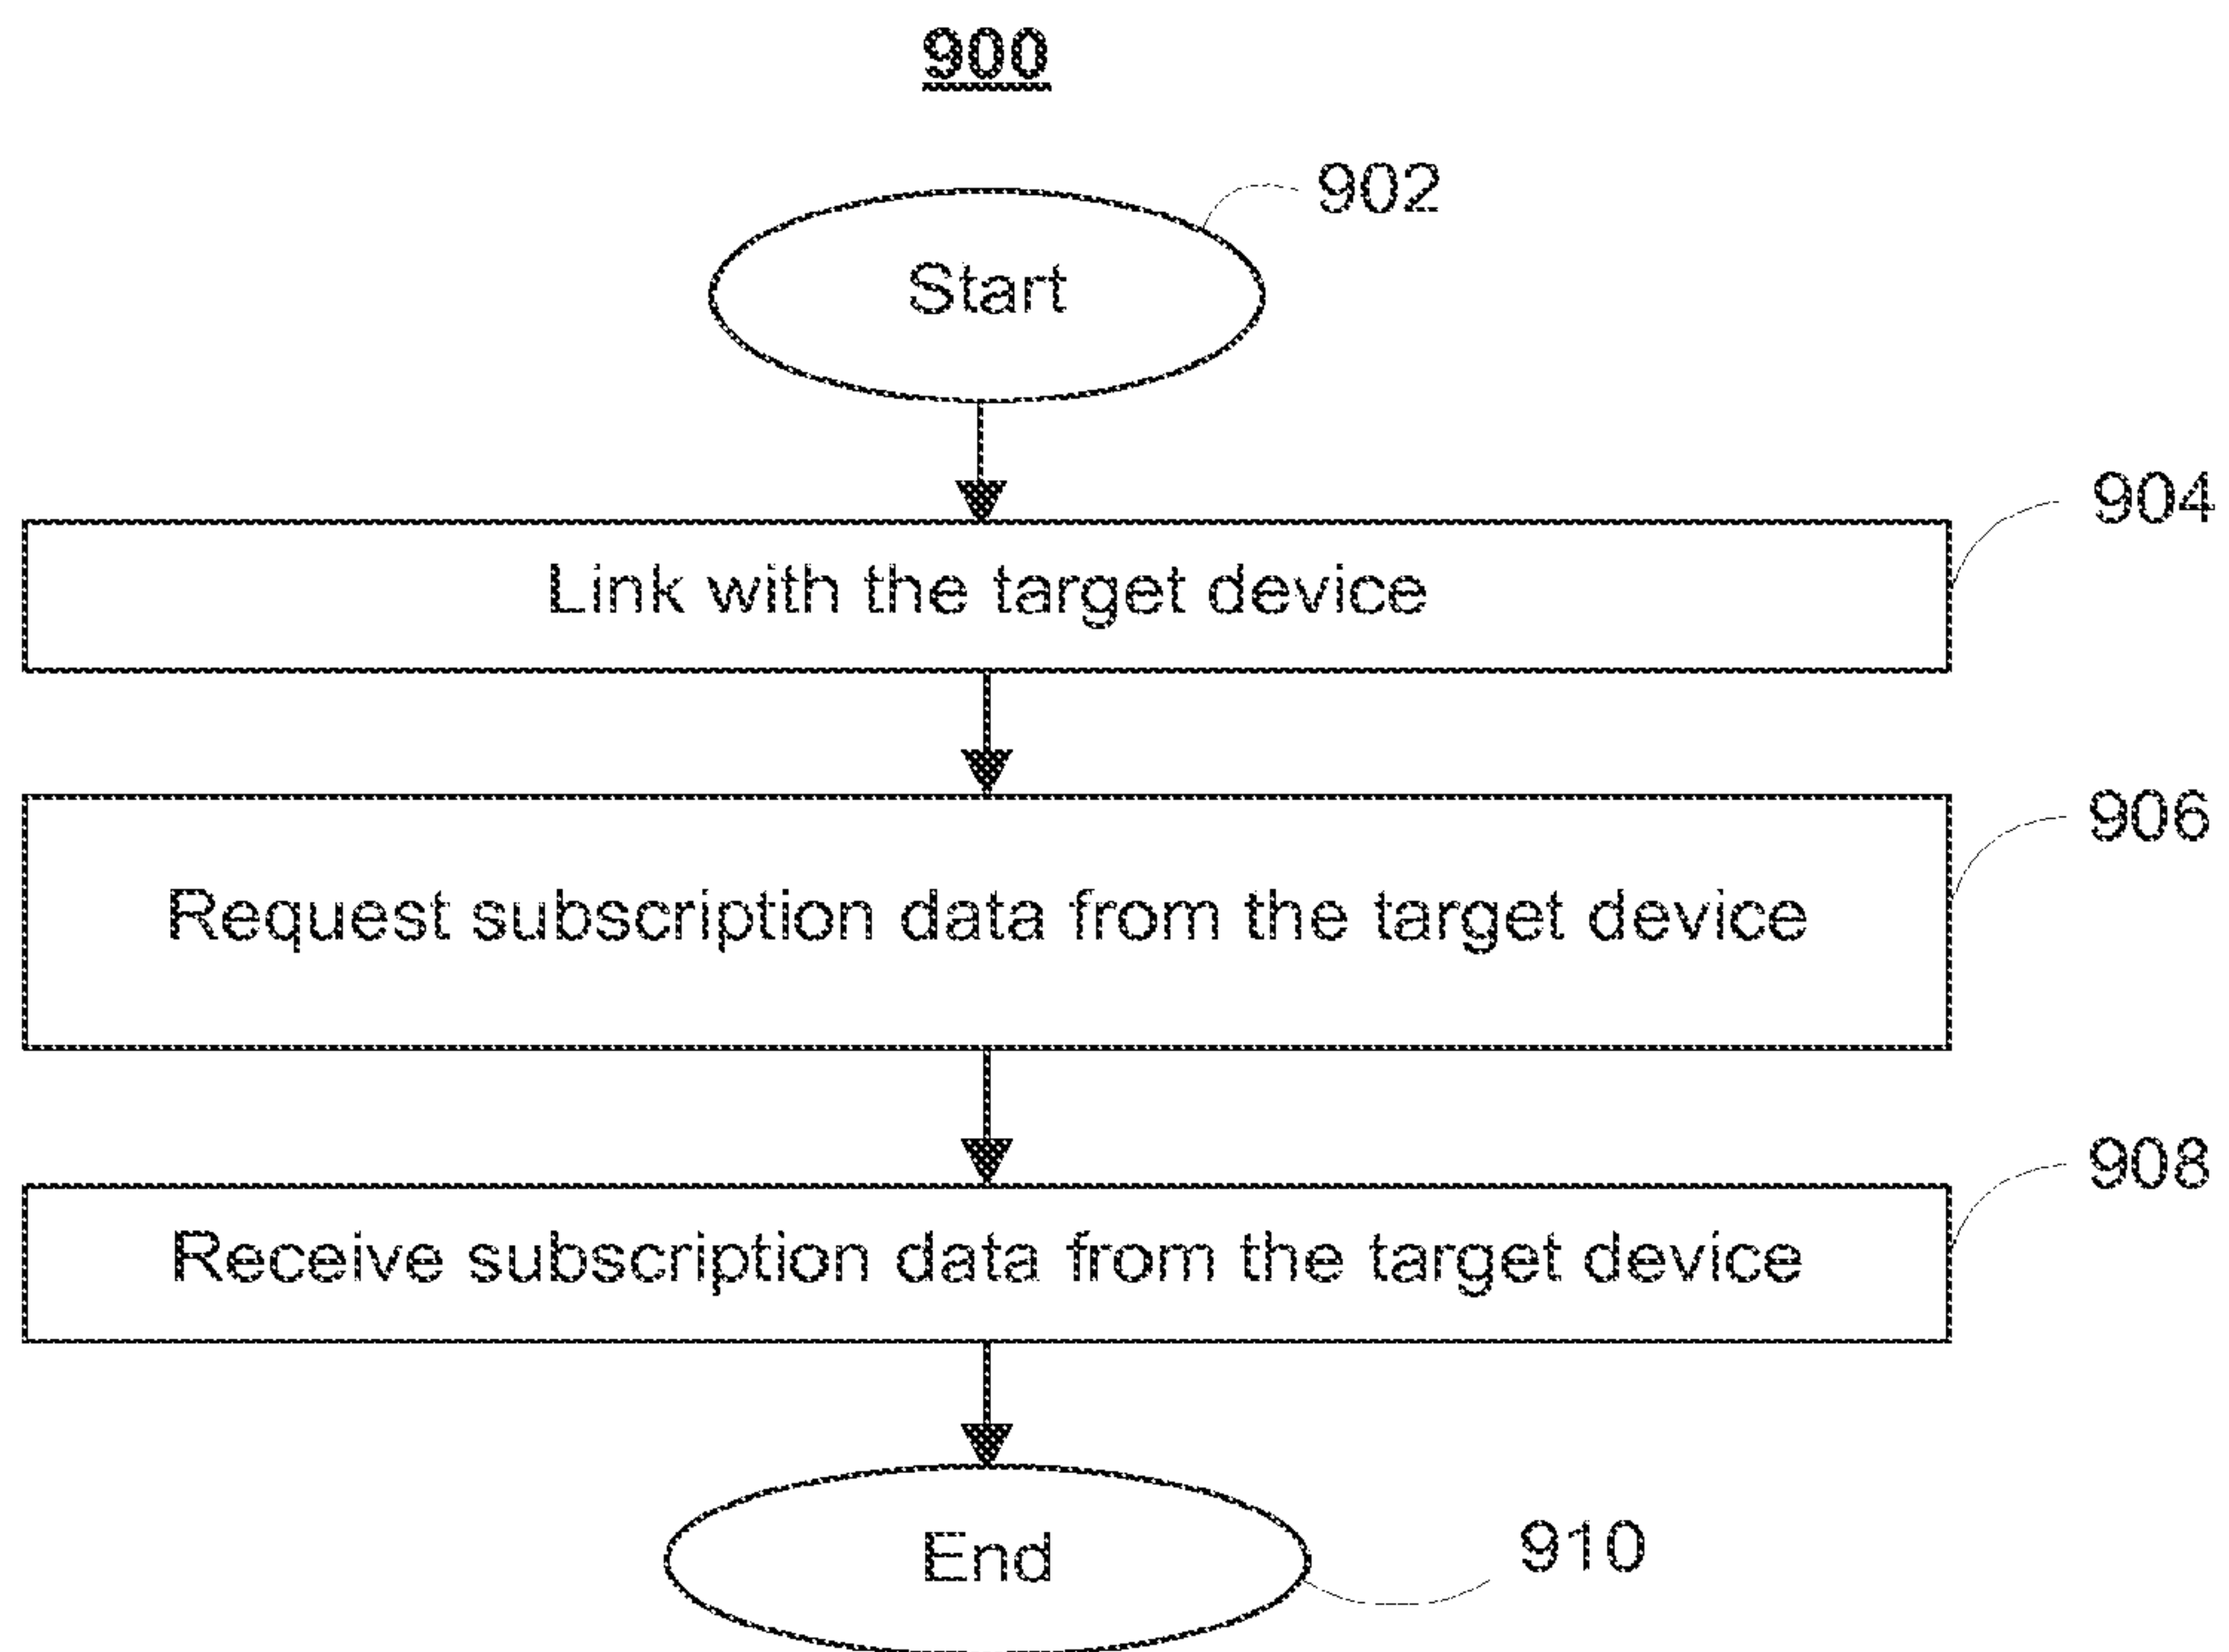 900
902
Start
904
Link with the target device
906
Request subscription data from the target device
908
Receive subscription data from the target device
End
910